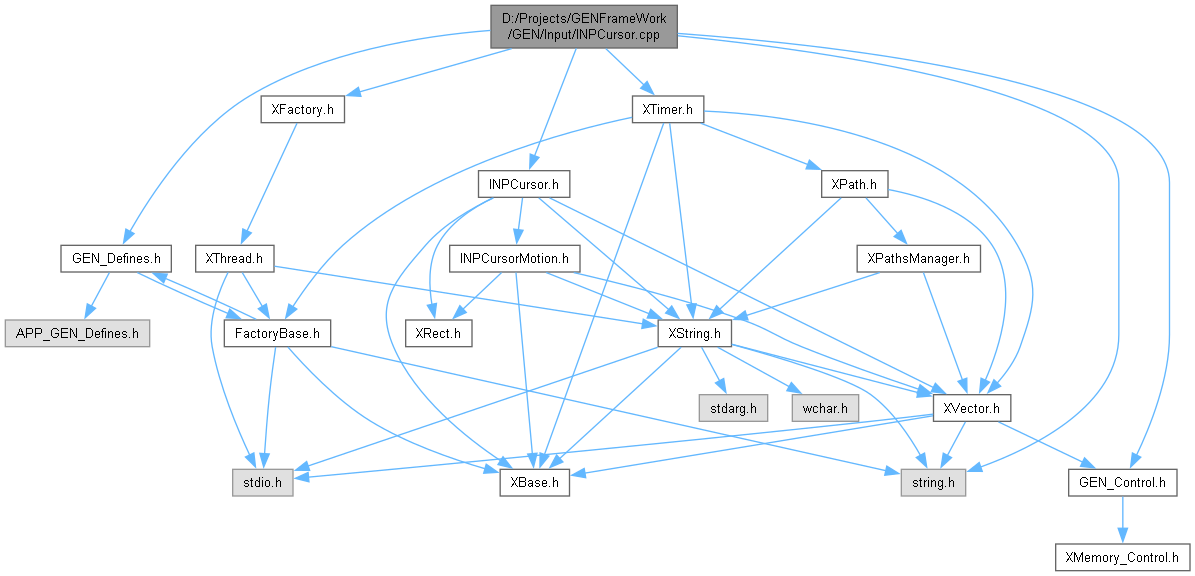 D:/Projects/GENFrameWork
/GEN/Input/INPCursor.cpp
XFactory.h
XTimer.h
INPCursor.h
XPath.h
GEN_Defines.h
XThread.h
INPCursorMotion.h
XPathsManager.h
APP_GEN_Defines.h
FactoryBase.h
XRect.h
XString.h
stdarg.h
wchar.h
XVector.h
stdio.h
XBase.h
string.h
GEN_Control.h
XMemory_Control.h